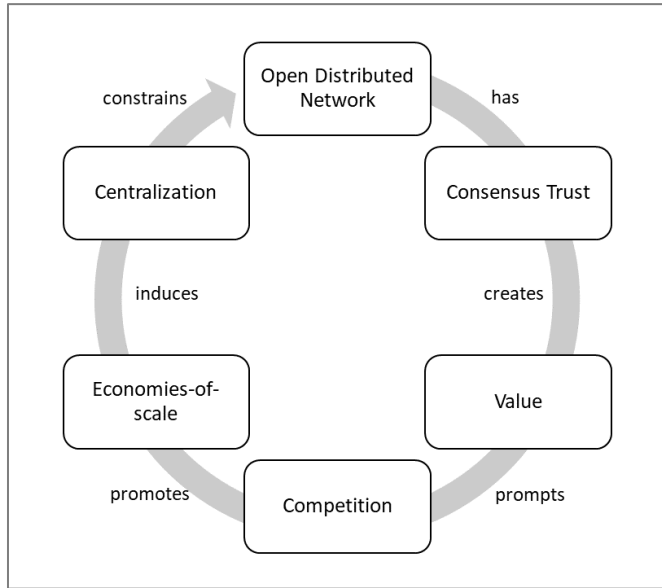 Open Distributed
Network
has
Consensus Trust
creates
Value
prompts
Competition
promotes
Economies-of-
scale
induces
Centralization
constrains